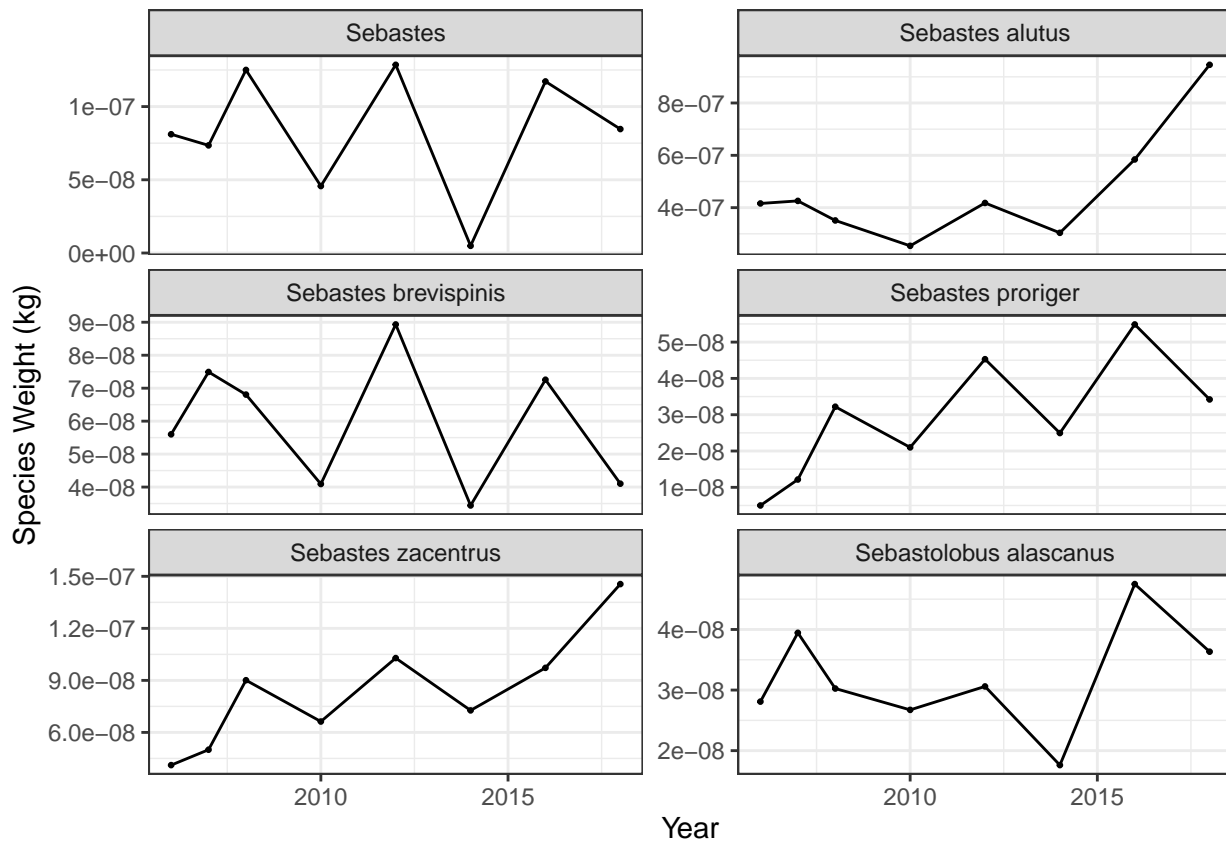 Sebastes
Sebastes alutus
1e−07
5e−08
0e+00
8e−07
6e−07
4e−07
Sebastes brevispinis
Sebastes proriger
9e−08
8e−08
7e−08
6e−08
5e−08
4e−08
5e−08
4e−08
3e−08
2e−08
1e−08
Sebastes zacentrus
Sebastolobus alascanus
1.5e−07
1.2e−07
9.0e−08
6.0e−08
4e−08
3e−08
2e−08
2010
2015
2010
2015
Species Weight (kg)
Year